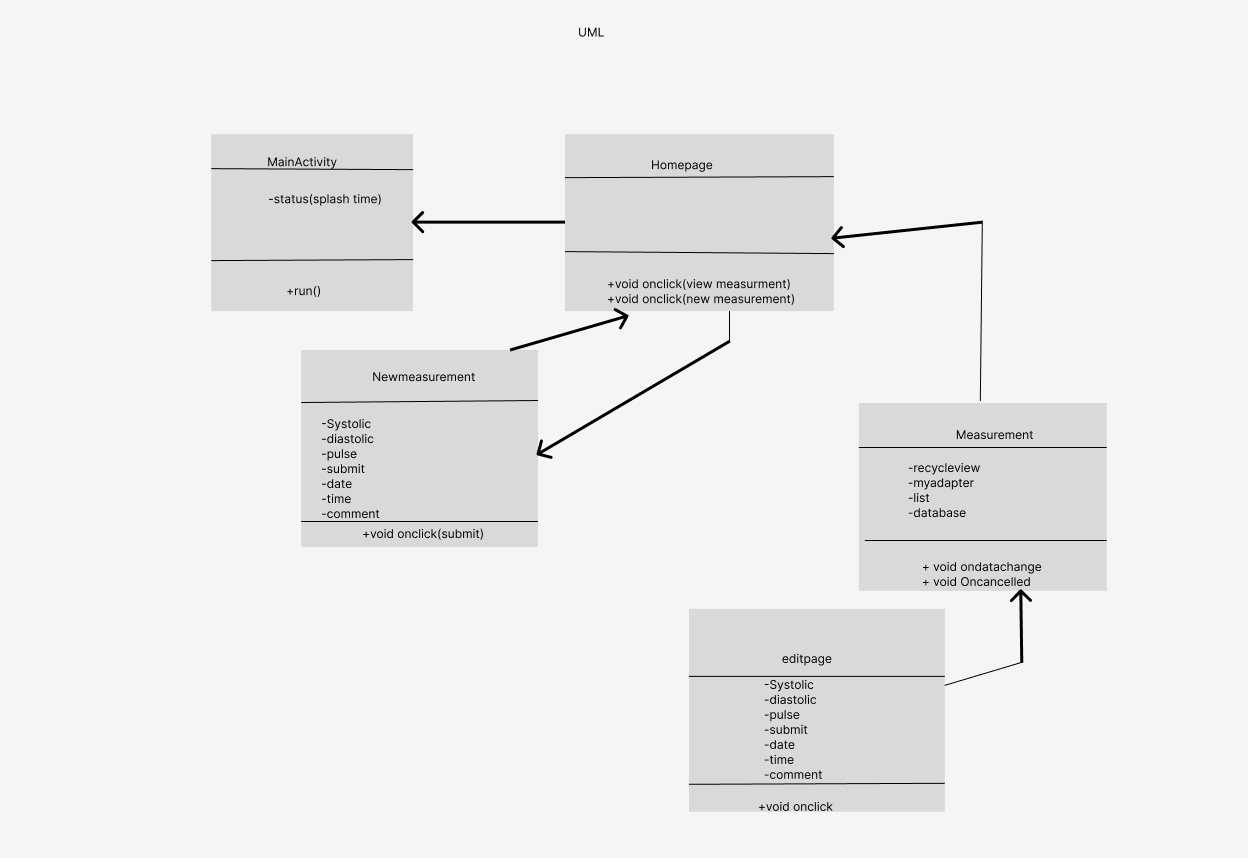 UML
MainActivity
-status(splash time)
+run()
Homepage
+void onclick(view measurment)
+void onclick(new measurement)
Newmeasurement
-Systolic
-diastolic
-pulse
-submit
-date
-time
-comment
+void onclick(submit)
Measurement
-recycleview
-myadapter
-list
-database
+ void ondatachange
+ void Oncancelled
editpage
-Systolic
-diastolic
-pulse
-submit
-date
-time
-comment
+void onclick